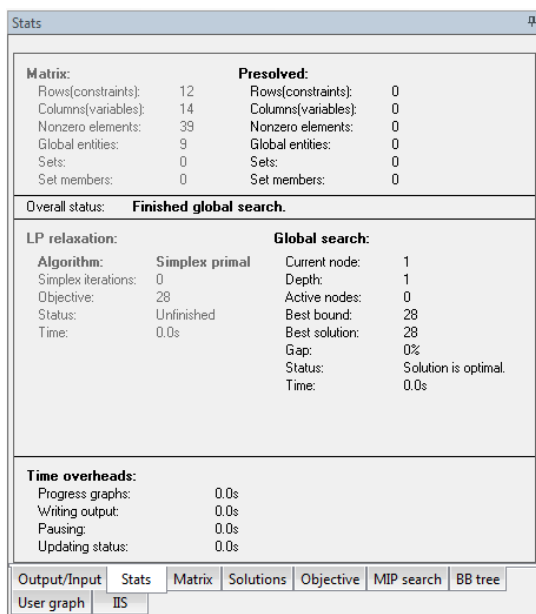 Stats
Matrix: Presolved:
Rows(constraints): 12 Rows(constraints): 0
Columns(variables): 14 Columns(variables): 0
Nonzero elements: 39 Nonzero elements: 0
Global entities: 9 Global entities: 0
Sets: 0 Sets: 0
Set members: 0 Set members: 0
Overall status: Finished global search.
LP relaxation: Global search:
Algorithm: Simplex primal Current node: 1
Simplex iterations: 0 Depth: 1
Objective: 28 Active nodes: 0
Status: Unfinished Best bound: 28
Time: 0.0s Best solution: 28
Gap: 0%
Status: Solution is optimal.
Time: 0.0s
Time overheads:
Progress graphs: 0.0s
Writing output: 0.0s
Pausing: 0.0s
Updating status: 0.0s
Output/Input Stats Matrix Solutions Objective MIP search BB tree
User graph IIS